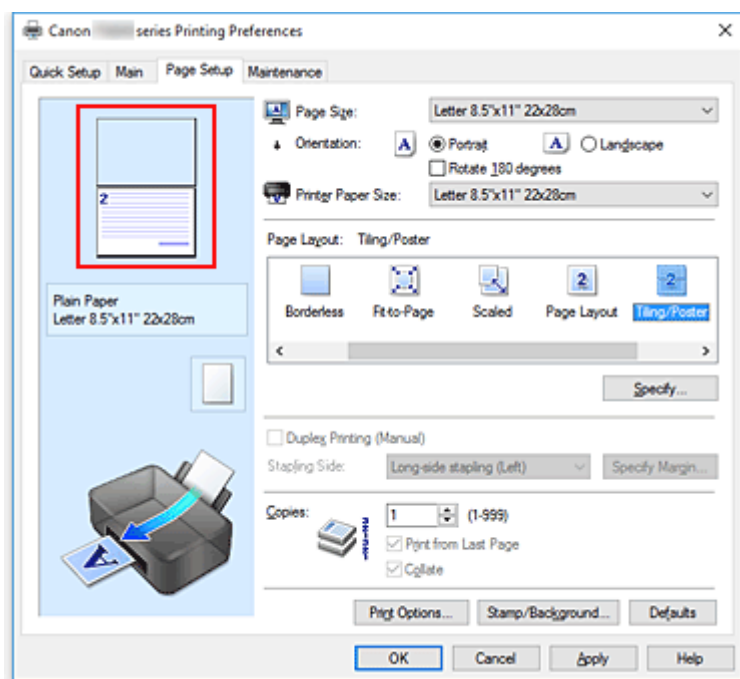 Canon series Printing Preferences
Quick Setup Main Page Setup Maintenance
Page Size: Letter 8.5"x11" 22x28cm
Orientation: A Portrait A Landscape
Rotate 180 degrees
Printer Paper Size: Letter 8.5"x11" 22x28cm
2
Page Layout: Tiling/Poster
2 2
Borderless Fit-to-Page Scaled Page Layout Tiling/Poster
Plain Paper
Letter 8.5"x11" 22x28cm
Specify...
Duplex Printing (Manual)
Stapling Side: Long-side stapling (Left) Specify Margin...
Copies: 1 (1-999)
Print from Last Page
Collate
A
Print Options... Stamp/Background... Defaults
OK Cancel Apply Help